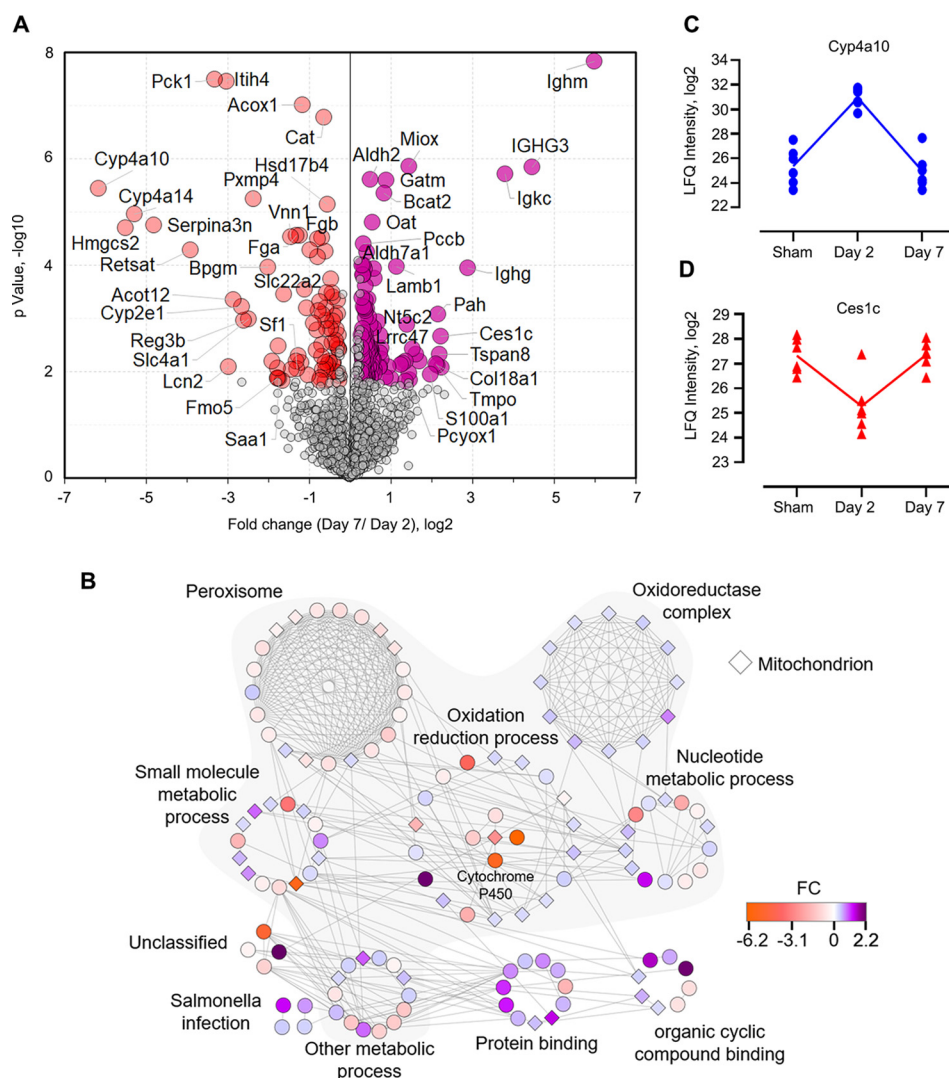 A
8
6
4
2
0
-7
-5
-3
-1
1
3
5
7
p Value, -log10
Fold change (Day 7/ Day 2), log2
Pck1
Itih4
Acox1
Cat
Ighm
Miox
IGHG3
Aldh2
Gatm
Igkc
Hsd17b4
Bcat2
Cyp4a10
Pxmp4
Cyp4a14
Vnn1
Fgb
Oat
Serpina3n
Hmgcs2
Fga
Pccb
Retsat
Aldh7a1
Bpgm
Ighg
Slc22a2
Lamb1
Acot12
Cyp2e1
Nt5c2
Pah
Reg3b
Sf1
Lrrc47
Ces1c
Slc4a1
Tspan8
Lcn2
Col18a1
Fmo5
Tmpo
Saa1
S100a1
Pcyox1
C
Cyp4a10
LFQ Intensity, log2
34
32
30
28
26
24
22
Sham
Day 2
Day 7
D
Ces1c
LFQ Intensity, log2
29
28
27
26
25
24
23
Sham
Day 2
Day 7
B
Peroxisome
Oxidoreductase
complex
Mitochondrion
Oxidation
reduction process
Small molecule
metabolic
process
Nucleotide
metabolic process
Cytochrome
P450
FC
-6.2
-3.1
0
2.2
Unclassified
Salmonella
infection
Other metabolic
process
Protein binding
organic cyclic
compound binding